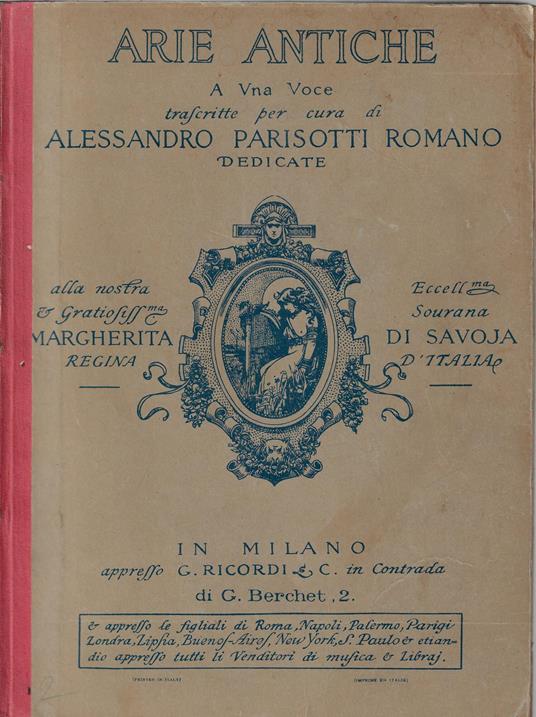 ARIE ANTICHE
A Vna Voce
traſcritte per cura di
ALESSANDRO PARISOTTI ROMANO
DEDICATE
alla noſtra
& Gratioſiſſ.ma
MARGHERITA
REGINA
Eccell.ma
Sourana
DI SAVOJA
D'ITALIA
IN MILANO
appreſſo G. RICORDI & C. in Contrada
di G. Berchet, 2.
& appreſſo le figliali di Roma, Napoli, Palermo, Parigi
Londra, Lipſia, Buenoſ-Aireſ, New York, S. Paulo & etian-
dio appreſſo tutti li Venditori di muſica & Libraj.
(PRINTED IN ITALY)
(IMPRIMÉ EN ITALIE)
2